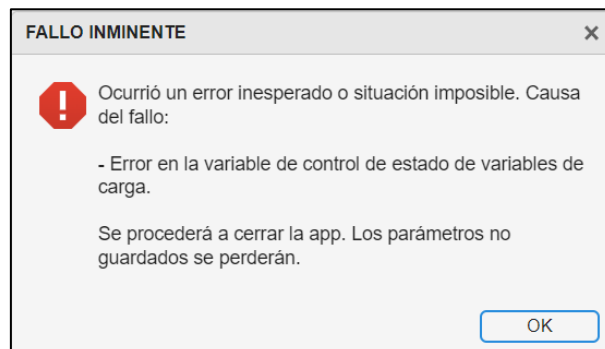 FALLO INMINENTE
Ocurrió un error inesperado o situación imposible. Causa
del fallo:
- Error en la variable de control de estado de variables de
carga.
Se procederá a cerrar la app. Los parámetros no
guardados se perderán.
OK